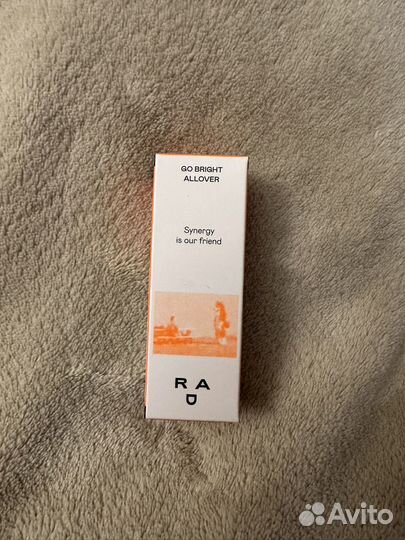 GO BRIGHT
ALLOVER
Synergy
is our friend
R A
D
Avito